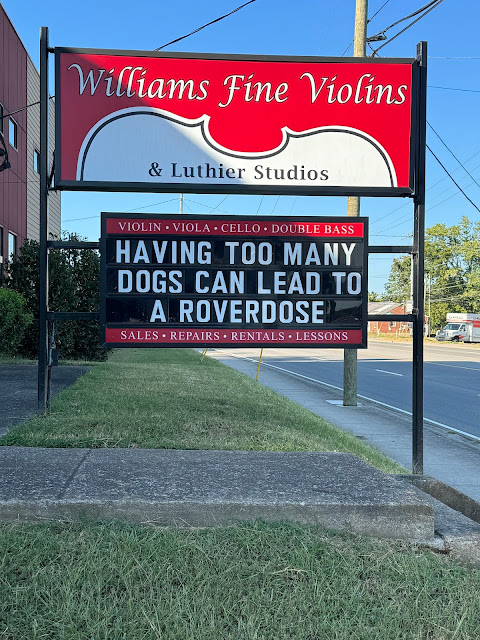 Williams Fine Violins
& Luthier Studios
VIOLIN • VIOLA • CELLO • DOUBLE BASS
HAVING TOO MANY
DOGS CAN LEAD TO
A ROVERDOSE
SALES • REPAIRS • RENTALS • LESSONS